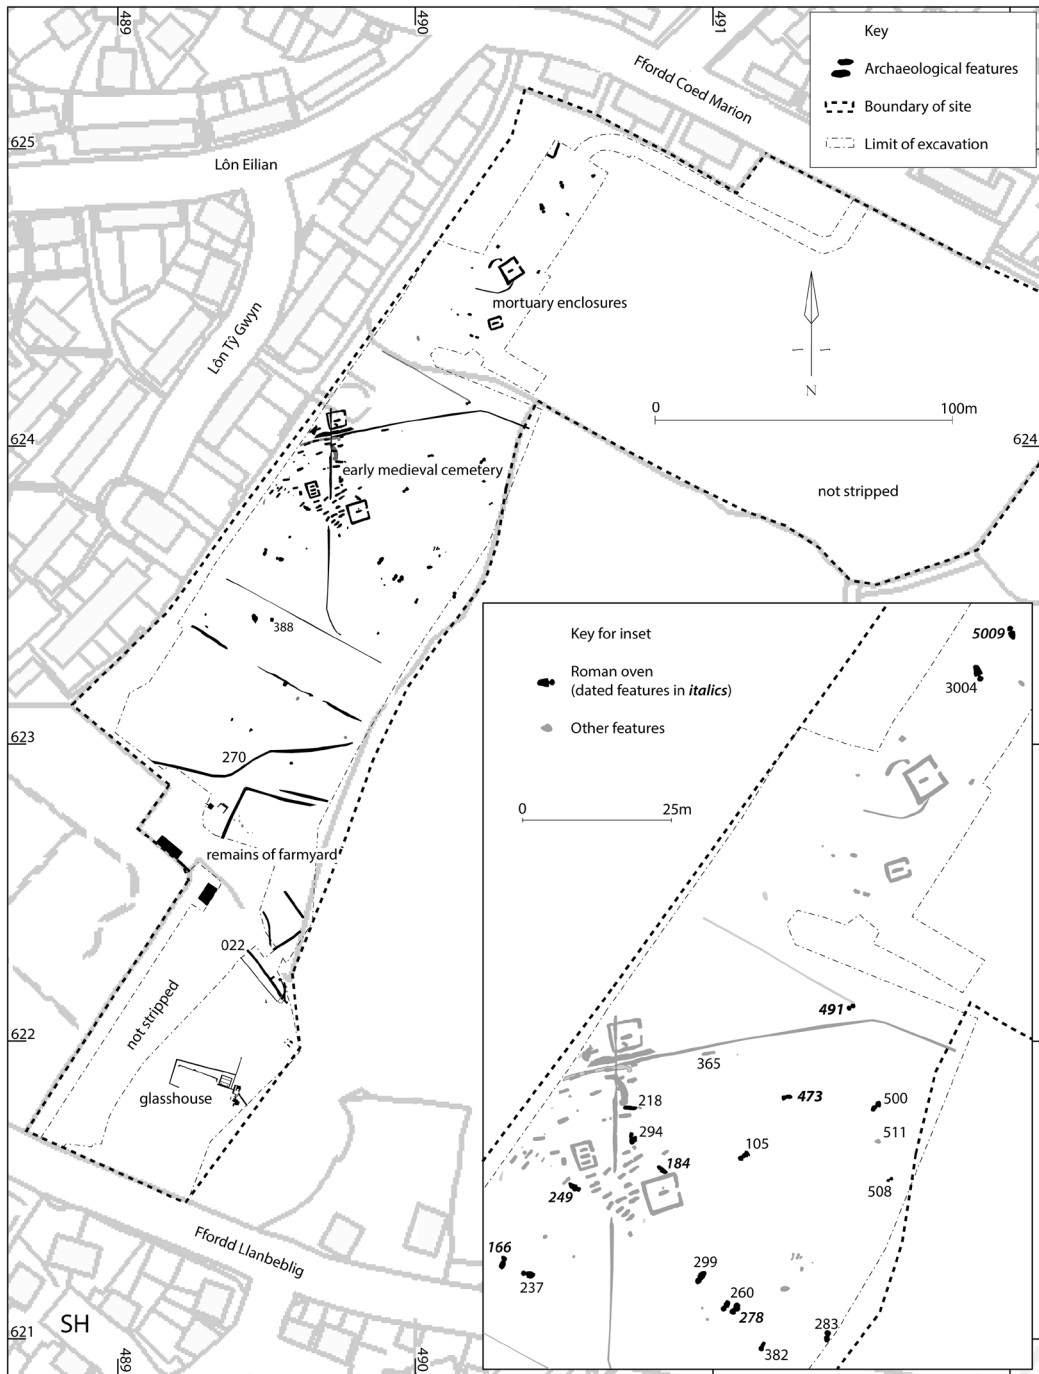 489
490
491
Key
Archaeological features
Boundary of site
Limit of excavation
Ffordd Coed Marion
625
Lôn Eilian
mortuary enclosures
Lôn Tŷ Gwyn
N
0
100m
624
624
early medieval cemetery
not stripped
388
623
270
remains of farmyard
022
622
not stripped
glasshouse
Ffordd Llanbeblig
SH
621
489
490
Key for inset
Roman oven
(dated features in italics)
Other features
0
25m
5009
3004
491
365
473
500
218
511
294
105
184
508
249
166
299
237
260
278
283
382